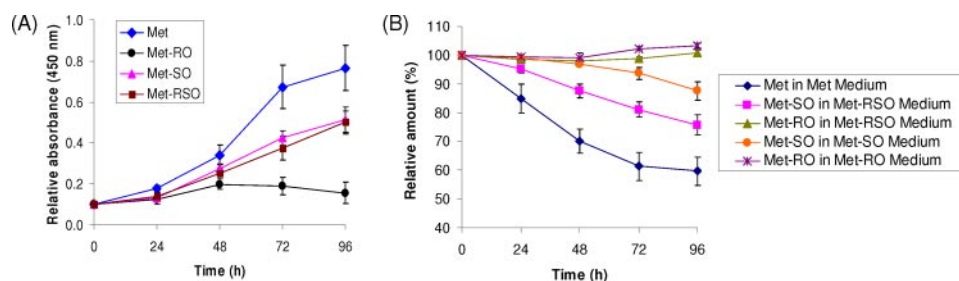 (A)
Relative absorbance (450 nm)
1.0
0.8
0.6
0.4
0.2
0.0
0 24 48 72 96
Time (h)
Met
Met-RO
Met-SO
Met-RSO
(B)
Relative amount (%)
110
100
90
80
70
60
50
40
0 24 48 72 96
Time (h)
Met in Met Medium
Met-SO in Met-RSO Medium
Met-RO in Met-RSO Medium
Met-SO in Met-SO Medium
Met-RO in Met-RO Medium